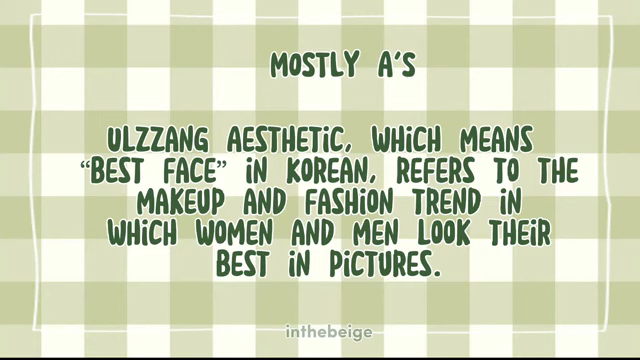 MOSTLY A'S
ULZZANG AESTHETIC, WHICH MEANS
“BEST FACE” IN KOREAN, REFERS TO THE
MAKEUP AND FASHION TREND IN
WHICH WOMEN AND MEN LOOK THEIR
BEST IN PICTURES.
inthebeige